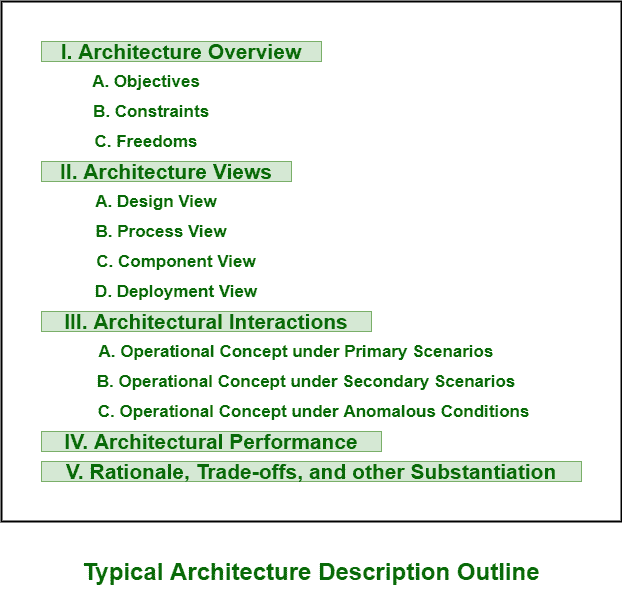 I. Architecture Overview
A. Objectives
B. Constraints
C. Freedoms
II. Architecture Views
A. Design View
B. Process View
C. Component View
D. Deployment View
III. Architectural Interactions
A. Operational Concept under Primary Scenarios
B. Operational Concept under Secondary Scenarios
C. Operational Concept under Anomalous Conditions
IV. Architectural Performance
V. Rationale, Trade-offs, and other Substantiation
Typical Architecture Description Outline